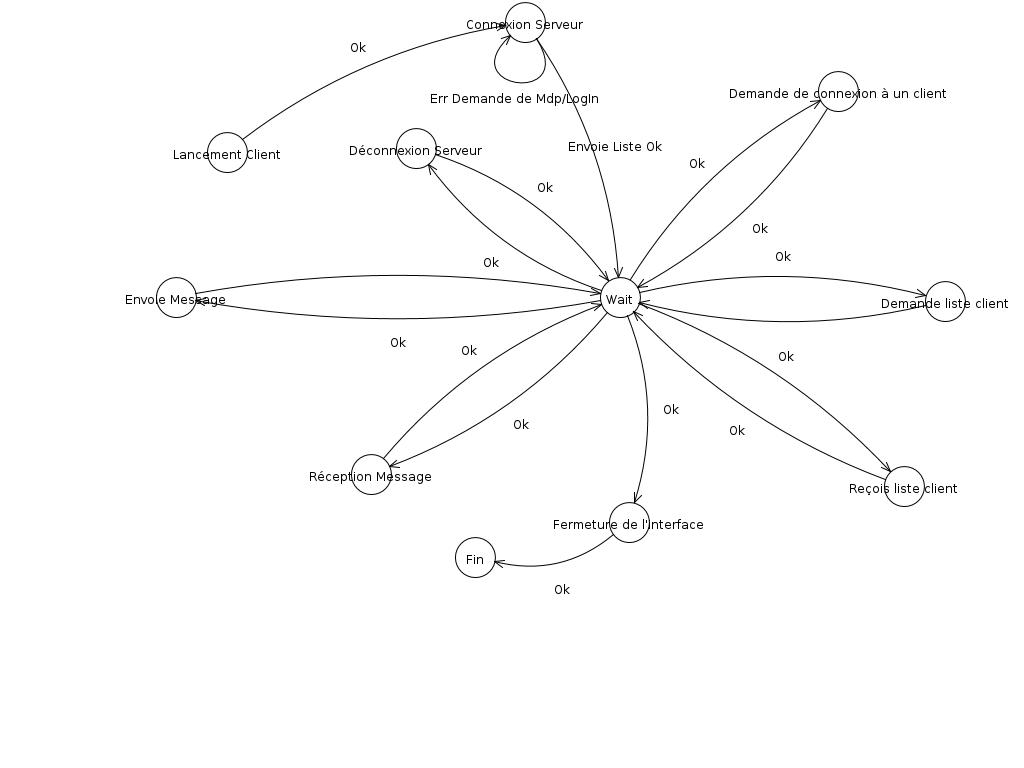 Connexion Serveur
Ok
Demande de connexion à un client
Err Demande de Mdp/LogIn
Envoie Liste Ok
Déconnexion Serveur
Lancement Client
Ok
Ok
Ok
Ok
Ok
Envoie Message
Wait
Demande liste client
Ok
Ok
Ok
Ok
Ok
Ok
Réception Message
Reçois liste client
Fermeture de l'Interface
Fin
Ok